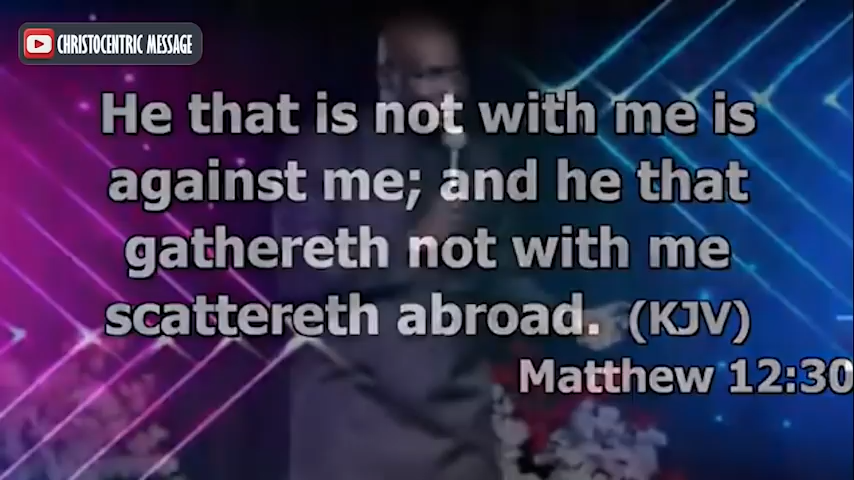 CHRISTOCENTRIC MESSAGE
He that is not with me is
against me; and he that
gathereth not with me
scattereth abroad. (KJV)
Matthew 12:30